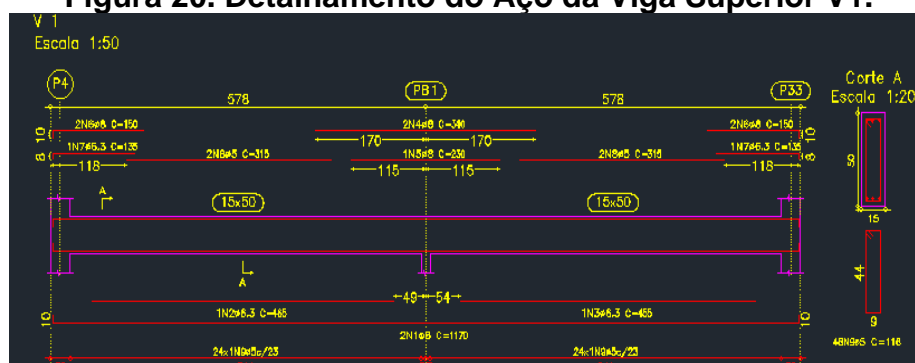 Figura 20. Detalhamento do Aço da Viga Superior V1.
V 1
Escala 1:50
P4
PB1
P33
578
578
Corte A
Escala 1:20
10
2N6ø8 C=150
2N4ø8 C=340
2N6ø8 C=150
10
170
170
8
1N7ø6.3 C=135
2N8ø5 C=315
1N5ø8 C=230
2N8ø5 C=315
1N7ø6.3 C=135
8
118
115
115
118
50
A
15x50
15x50
15
A
44
49
54
1N2ø6.3 C=465
1N3ø6.3 C=455
10
10
9
2N1ø8 C=1170
48N9ø5 C=116
24x1N9ø5c/23
24x1N9ø5c/23